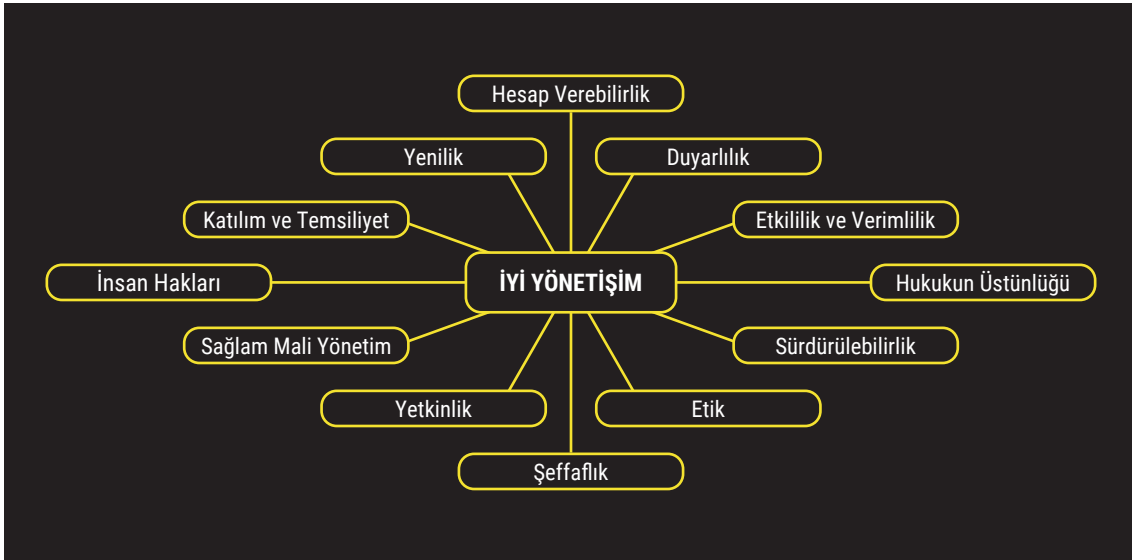 Hesap Verebilirlik
Yenilik
Duyarlılık
Katılım ve Temsiliyet
Etkililik ve Verimlilik
İnsan Hakları
İYİ YÖNETİŞİM
Hukukun Üstünlüğü
Sağlam Mali Yönetim
Sürdürülebilirlik
Yetkinlik
Etik
Şeffaflık